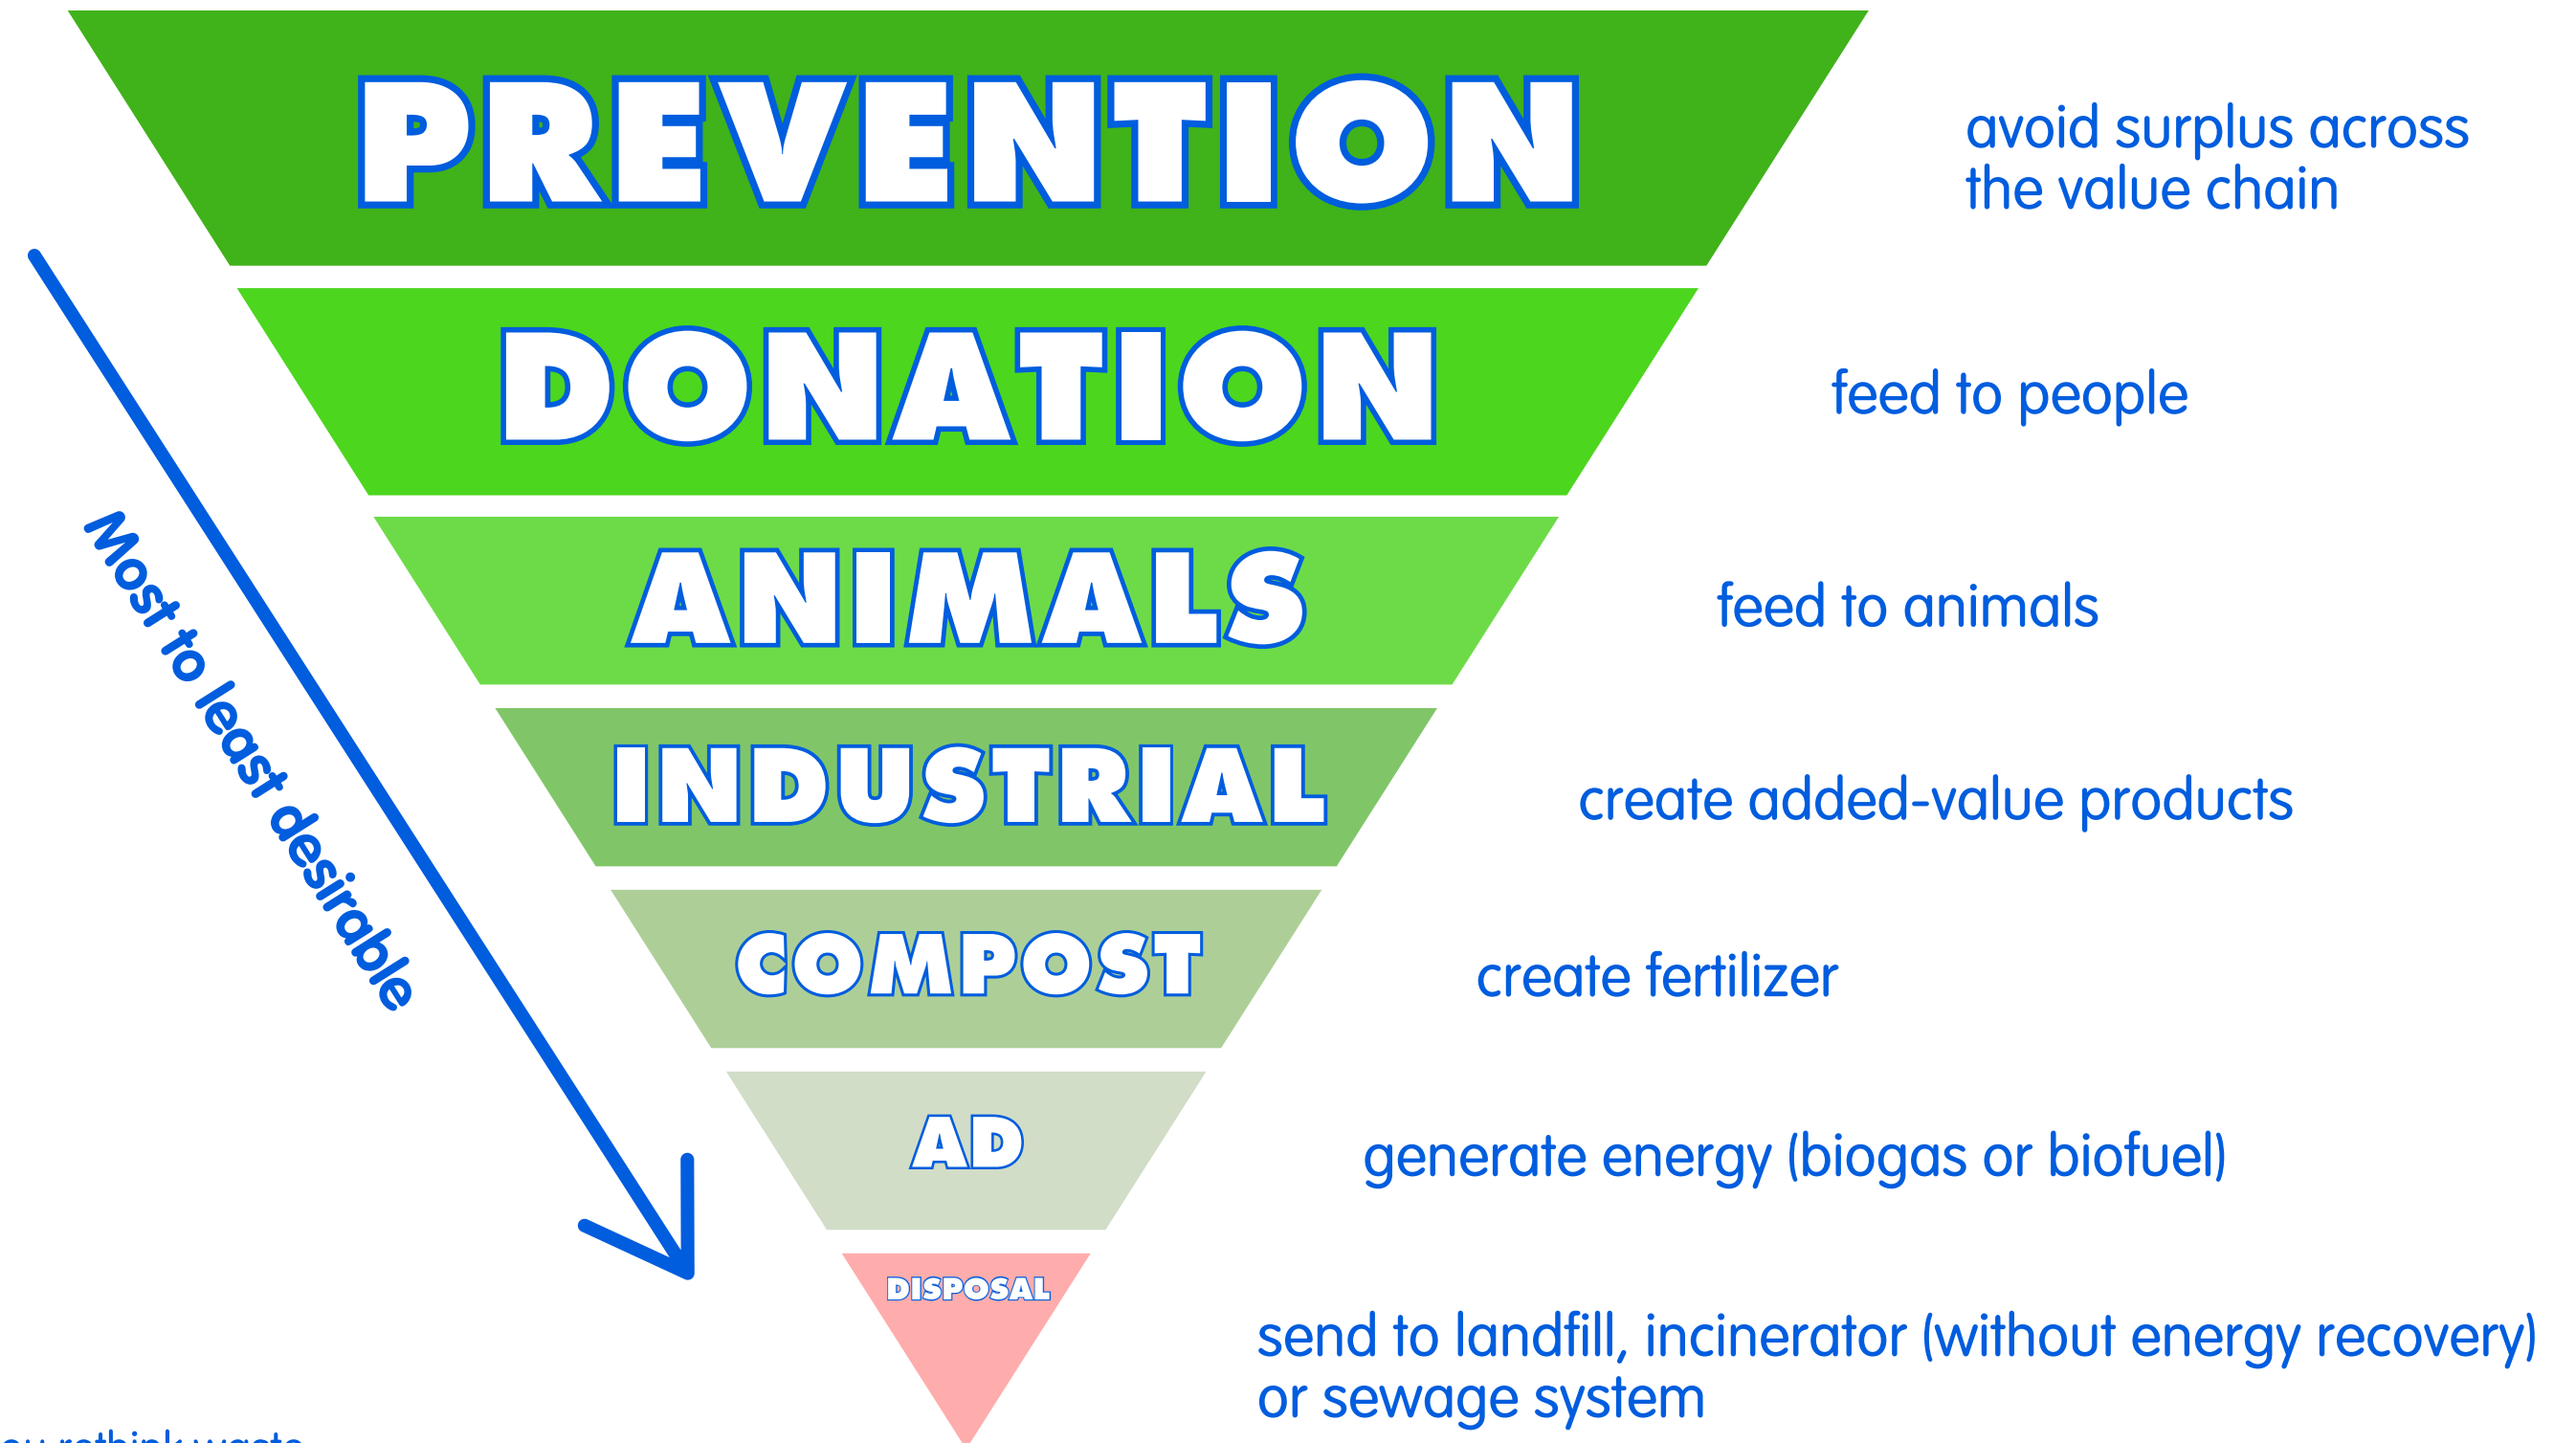 PREVENTION
avoid surplus across
the value chain
DONATION
feed to people
ANIMALS
feed to animals
INDUSTRIAL
create added-value products
COMPOST
create fertilizer
AD
generate energy (biogas or biofuel)
DISPOSAL
send to landfill, incinerator (without energy recovery)
or sewage system
Most to least desirable
rethink waste